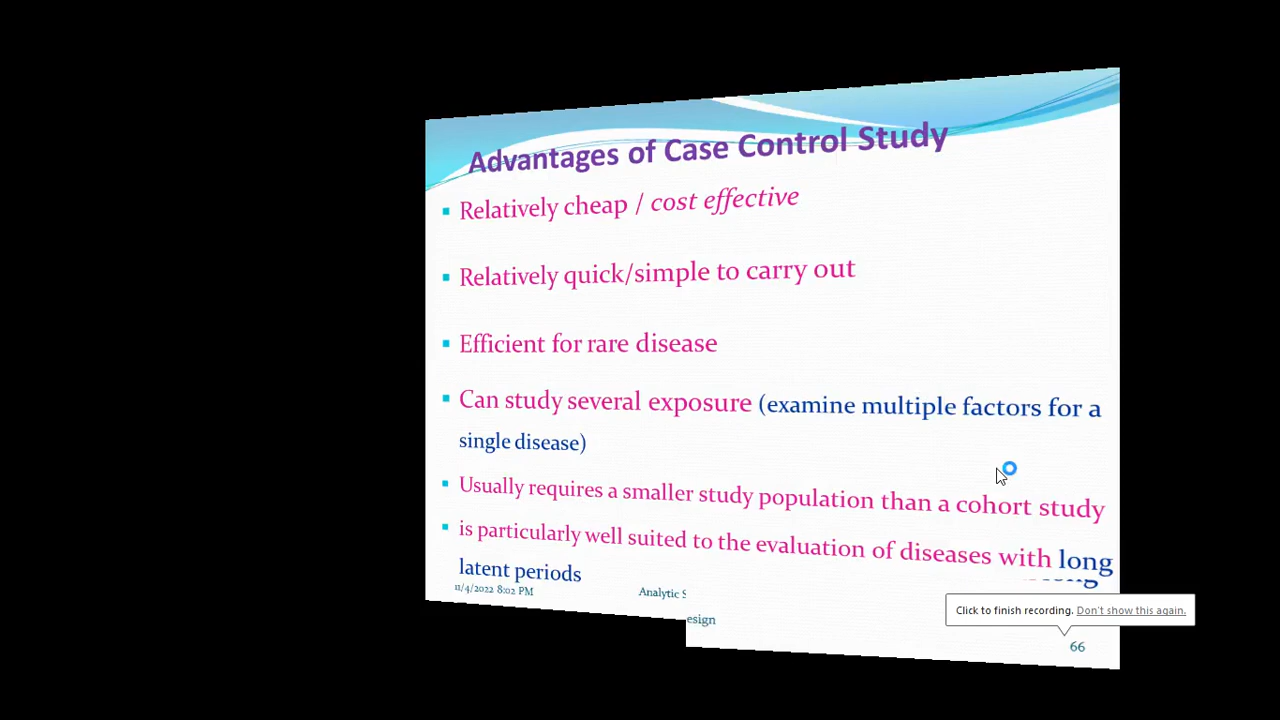 Advantages of Case Control Study
Relatively cheap / cost effective
Relatively quick/simple to carry out
Efficient for rare disease
Can study several exposure (examine multiple factors for a
single disease)
Usually requires a smaller study population than a cohort study
is particularly well suited to the evaluation of diseases with long
latent periods
11/4/2022 8:02 PM
Analytic S
esign
Click to finish recording. Don't show this again.
66